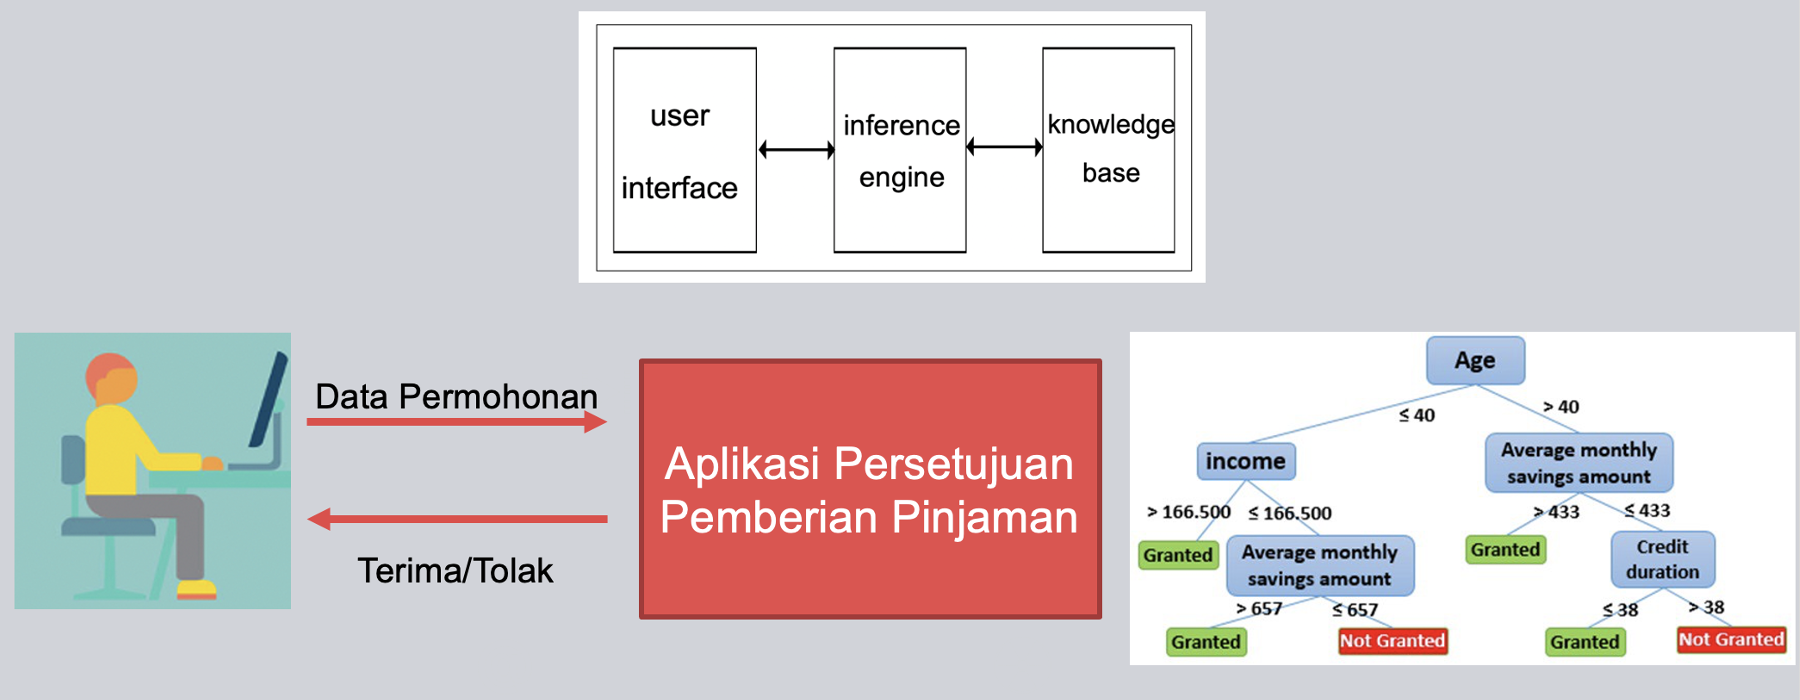 user
interface
inference
engine
knowledge
base
Data Permohonan
Terima/Tolak
Aplikasi Persetujuan
Pemberian Pinjaman
Age
≤ 40
> 40
income
Average monthly
savings amount
> 166.500
≤ 166.500
> 433
≤ 433
Granted
Average monthly
savings amount
Granted
Credit
duration
> 657
≤ 657
≤ 38
> 38
Granted
Not Granted
Granted
Not Granted